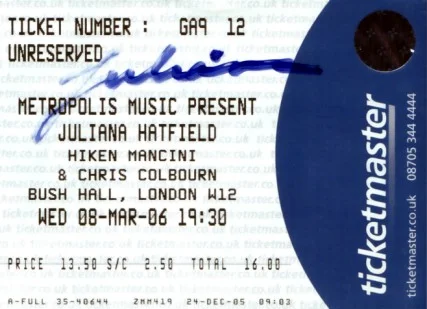 TICKET NUMBER : GA9 12
UNRESERVED
Juliana
METROPOLIS MUSIC PRESENT
JULIANA HATFIELD
HIKEN MANCINI
& CHRIS COLBOURN
BUSH HALL, LONDON W12
WED 08-MAR-06 19:30
PRICE 13.50 S/C 2.50 TOTAL 16.00
A-FULL 35-40644 ZMM419 24-DEC-05 09:03
ticketmaster
ticketmaster.co.uk 08705 344 4444